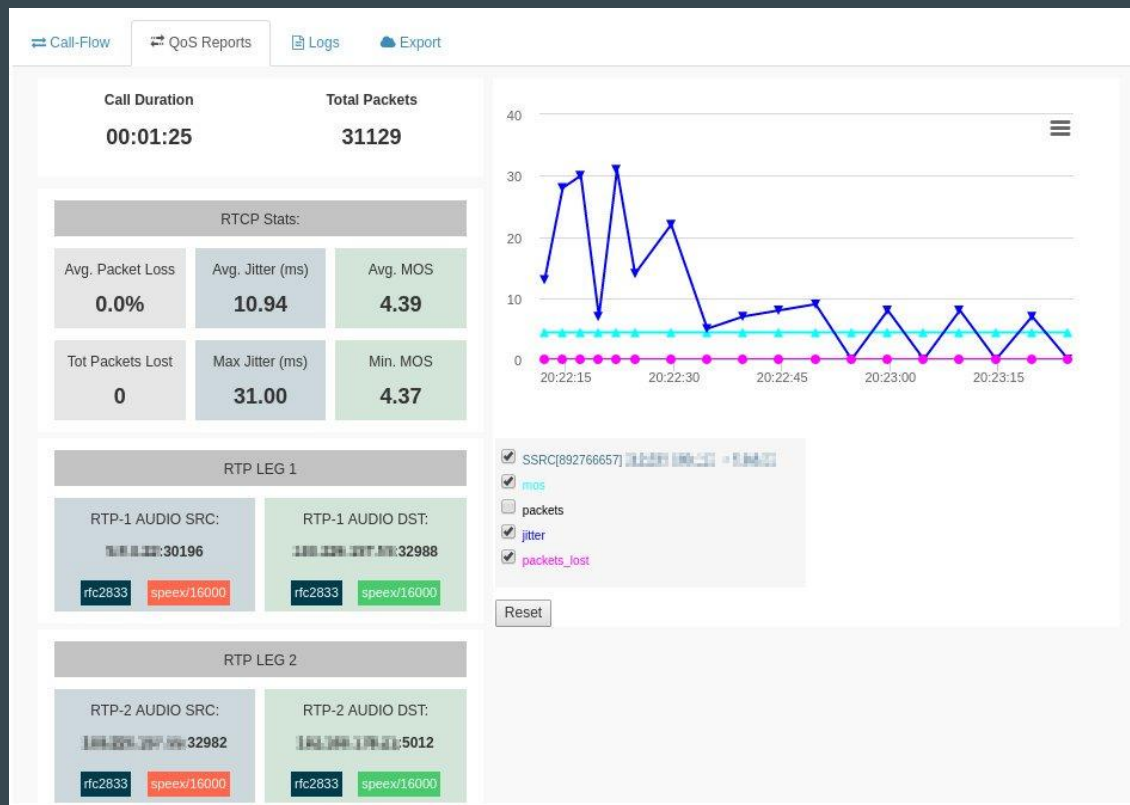 Call-Flow QoS Reports Logs Export
Call Duration Total Packets
00:01:25 31129
RTCP Stats:
Avg. Packet Loss Avg. Jitter (ms) Avg. MOS
0.0% 10.94 4.39
Tot Packets Lost Max Jitter (ms) Min. MOS
0 31.00 4.37
RTP LEG 1
RTP-1 AUDIO SRC: RTP-1 AUDIO DST:
:30196 :32988
rfc2833 speex/16000 rfc2833 speex/16000
RTP LEG 2
RTP-2 AUDIO SRC: RTP-2 AUDIO DST:
32982 :5012
rfc2833 speex/16000 rfc2833 speex/16000
40
30
20
10
0
20:22:15 20:22:30 20:22:45 20:23:00 20:23:15
SSRC[892766657]
mos
packets
jitter
packets_lost
Reset